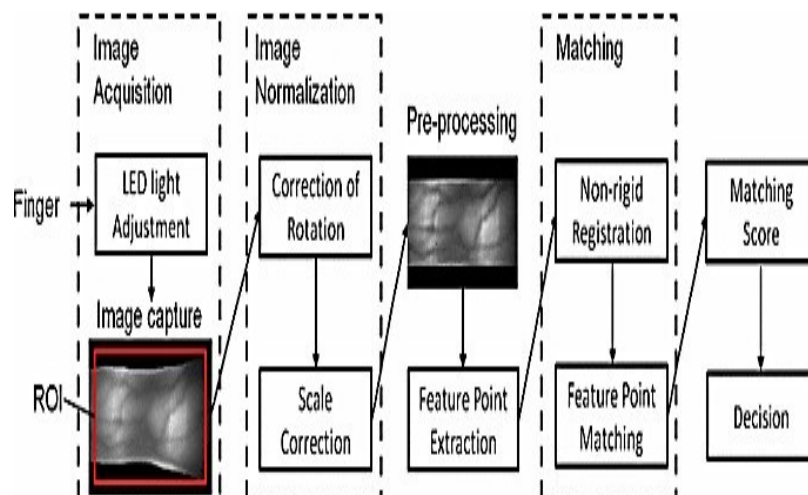 Image
Acquisition
Finger
LED light
Adjustment
Image capture
ROI
Image
Normalization
Correction of
Rotation
Scale
Correction
Pre-processing
Feature Point
Extraction
Matching
Non-rigid
Registration
Feature Point
Matching
Matching
Score
Decision